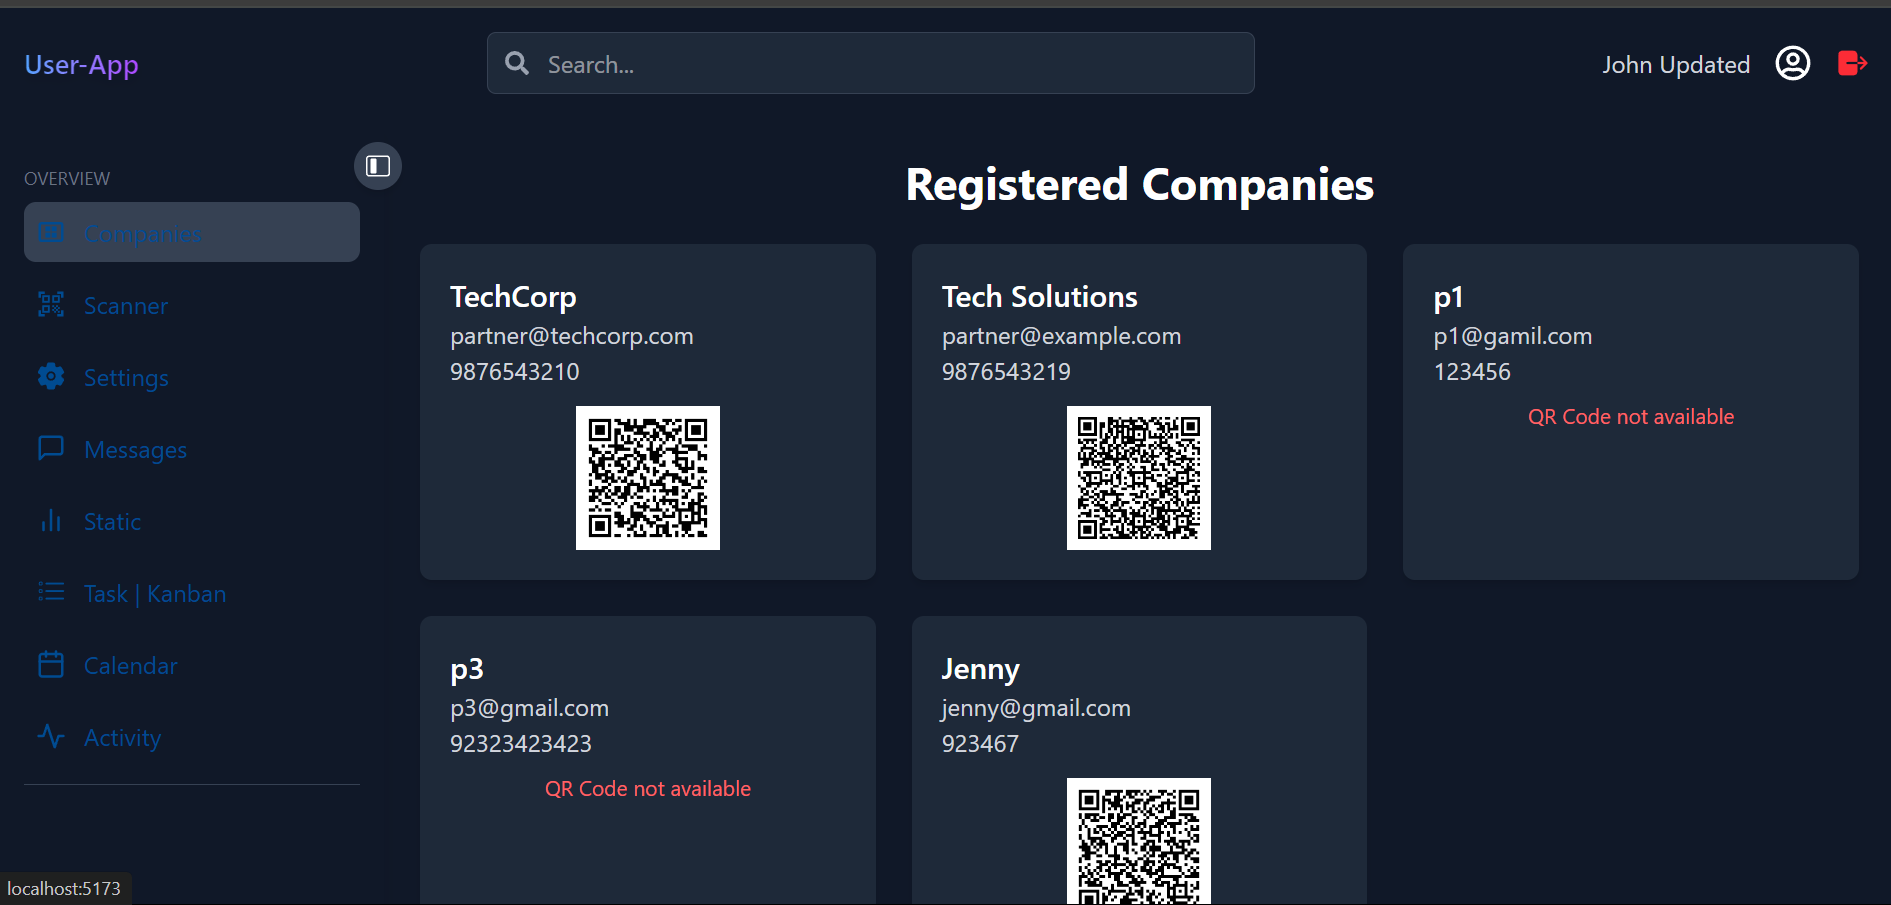 User-App
Search...
John Updated
OVERVIEW
Companies
Scanner
Settings
Messages
Static
Task | Kanban
Calendar
Activity
Registered Companies
TechCorp
partner@techcorp.com
9876543210
Tech Solutions
partner@example.com
9876543219
p1
p1@gamil.com
123456
QR Code not available
p3
p3@gmail.com
92323423423
QR Code not available
Jenny
jenny@gmail.com
923467
localhost:5173